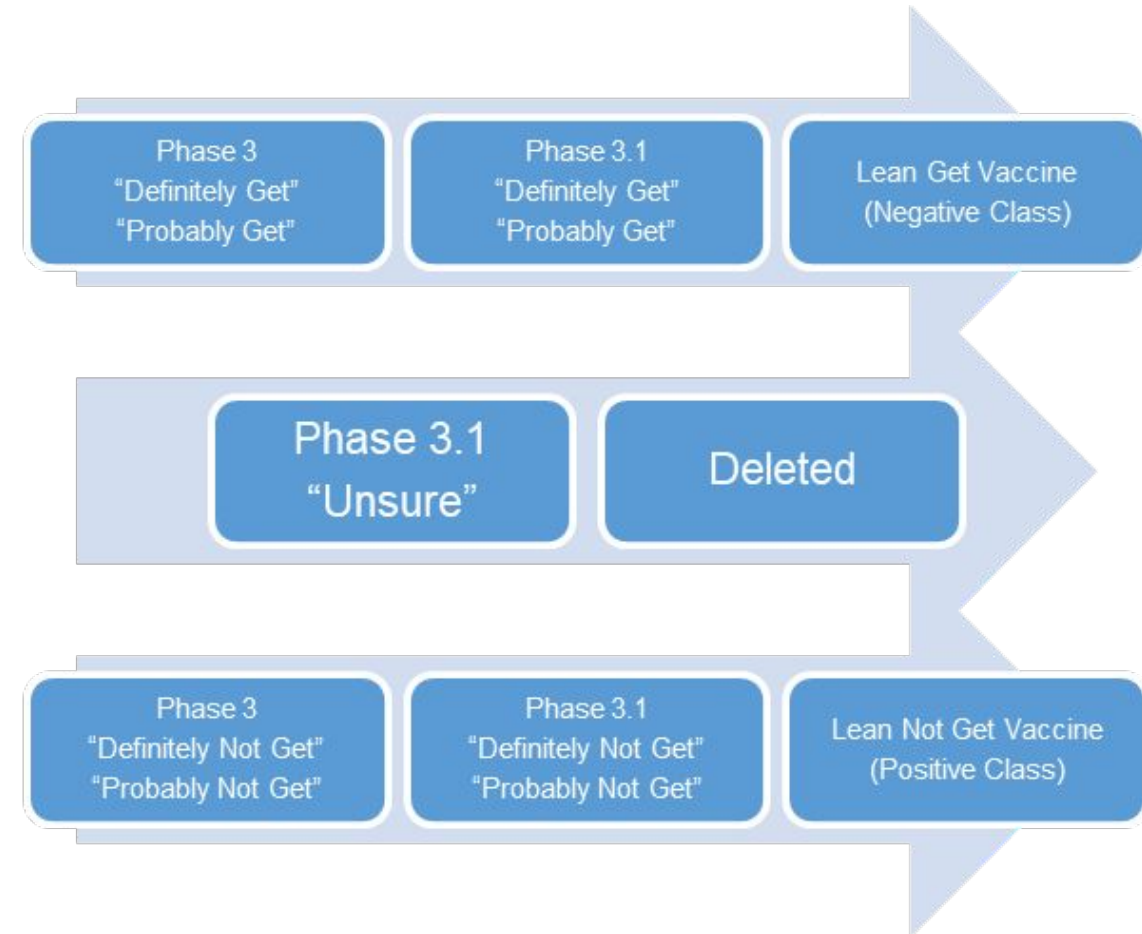 Phase 3
“Definitely Get”
“Probably Get”
Phase 3.1
“Definitely Get”
“Probably Get”
Lean Get Vaccine
(Negative Class)
Phase 3.1
“Unsure”
Deleted
Phase 3
“Definitely Not Get”
“Probably Not Get”
Phase 3.1
“Definitely Not Get”
“Probably Not Get”
Lean Not Get Vaccine
(Positive Class)